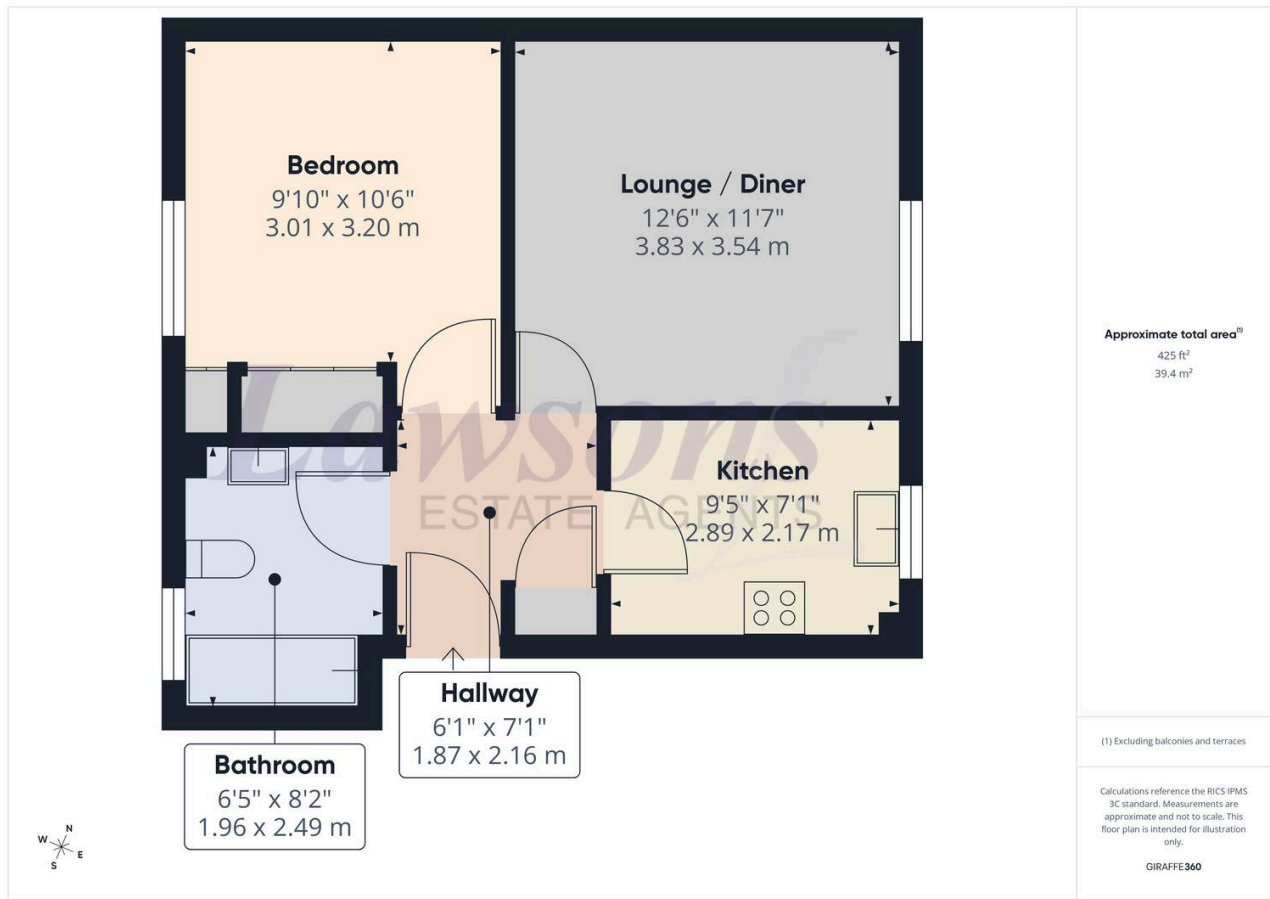 Bedroom
9'10" x 10'6"
3.01 x 3.20 m
Lounge / Diner
12'6" x 11'7"
3.83 x 3.54 m
Lawsons
ESTATE AGENTS
Kitchen
9'5" x 7'1"
2.89 x 2.17 m
Hallway
6'1" x 7'1"
1.87 x 2.16 m
Bathroom
6'5" x 8'2"
1.96 x 2.49 m
N
W
E
S
Approximate total area(1)
425 ft²
39.4 m²
(1) Excluding balconies and terraces
Calculations reference the RICS IPMS
3C standard. Measurements are
approximate and not to scale. This
floor plan is intended for illustration
only.
GIRAFFE360